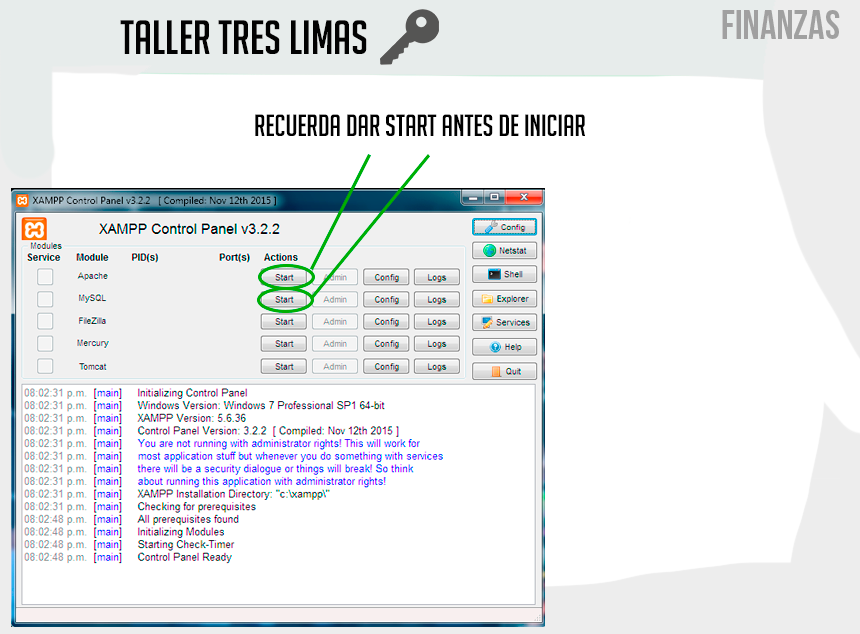 TALLER TRES LIMAS
FINANZAS
RECUERDA DAR START ANTES DE INICIAR
XAMPP Control Panel v3.2.2 [ Compiled: Nov 12th 2015 ]
XAMPP Control Panel v3.2.2
Config
Modules
Service Module PID(s) Port(s) Actions
Netstat
Apache Start Admin Config Logs
Shell
MySQL Start Admin Config Logs
Explorer
FileZilla Start Admin Config Logs
Services
Mercury Start Admin Config Logs
Help
Tomcat Start Admin Config Logs
Quit
08:02:31 p.m. [main] Initializing Control Panel
08:02:31 p.m. [main] Windows Version: Windows 7 Professional SP1 64-bit
08:02:31 p.m. [main] XAMPP Version: 5.6.36
08:02:31 p.m. [main] Control Panel Version: 3.2.2 [ Compiled: Nov 12th 2015 ]
08:02:31 p.m. [main] You are not running with administrator rights! This will work for
08:02:31 p.m. [main] most application stuff but whenever you do something with services
08:02:31 p.m. [main] there will be a security dialogue or things will break! So think
08:02:31 p.m. [main] about running this application with administrator rights!
08:02:31 p.m. [main] XAMPP Installation Directory: "c:\xampp\"
08:02:31 p.m. [main] Checking for prerequisites
08:02:48 p.m. [main] All prerequisites found
08:02:48 p.m. [main] Initializing Modules
08:02:48 p.m. [main] Starting Check-Timer
08:02:48 p.m. [main] Control Panel Ready